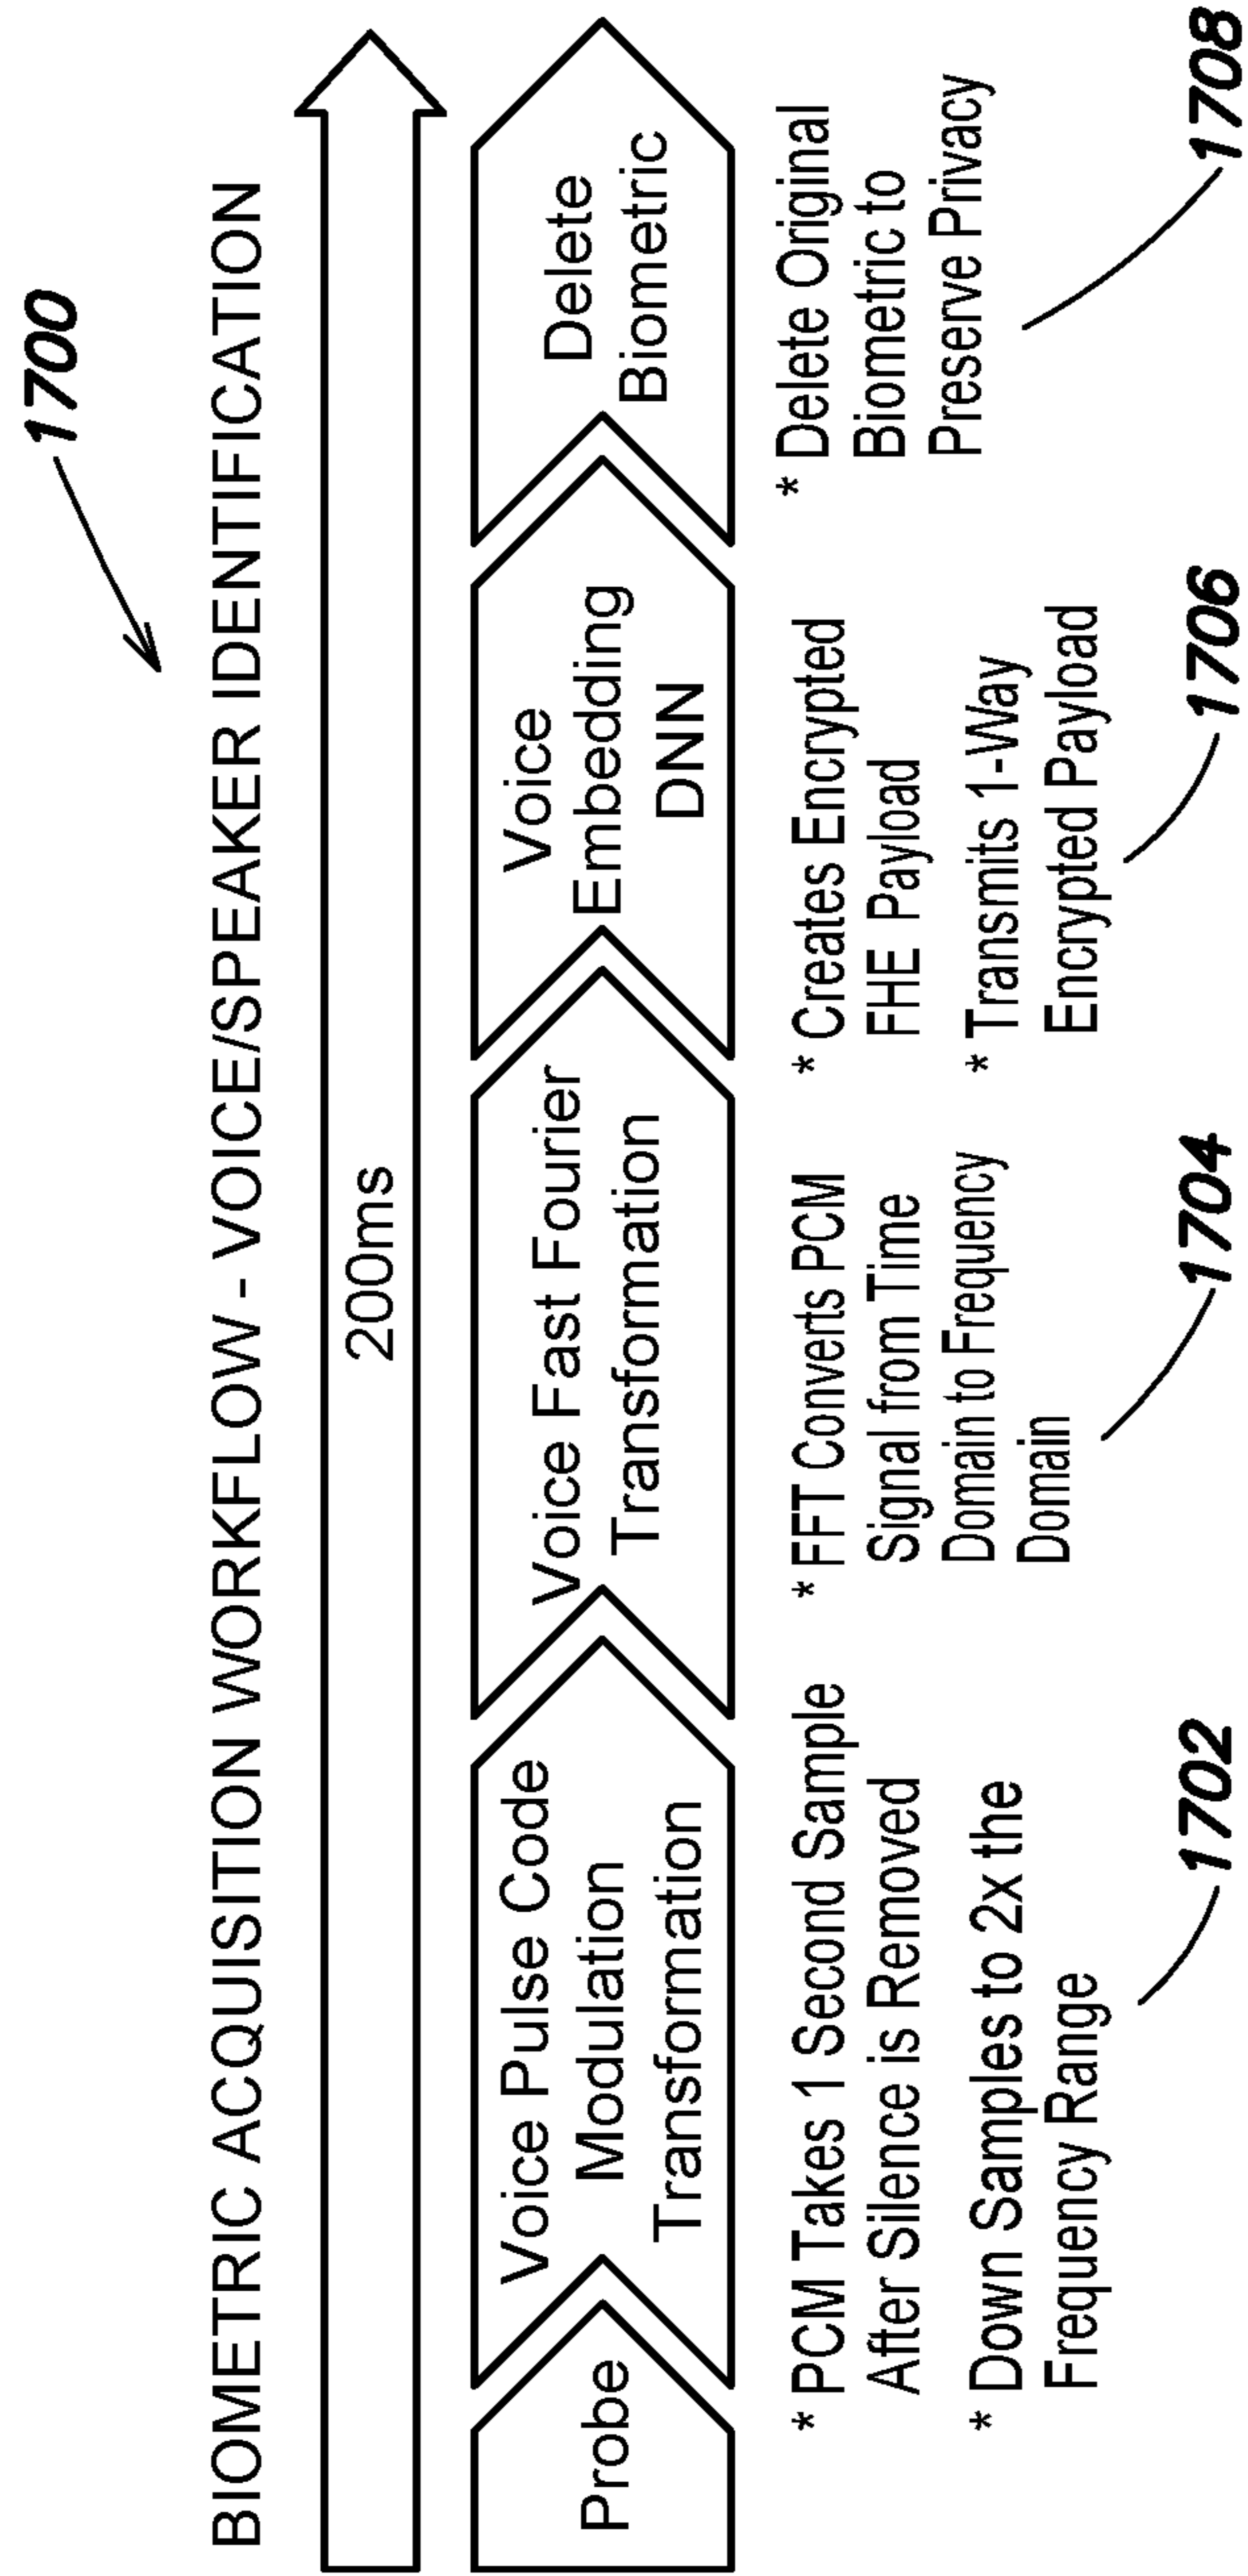 1700
BIOMETRIC ACQUISITION WORKFLOW - VOICE/SPEAKER IDENTIFICATION
200ms
Probe
Voice Pulse Code
Modulation
Transformation
Voice Fast Fourier
Transformation
Voice
Embedding
DNN
Delete
Biometric
* PCM Takes 1 Second Sample
After Silence is Removed
* Down Samples to 2x the
Frequency Range
1702
* FFT Converts PCM
Signal from Time
Domain to Frequency
Domain
1704
* Creates Encrypted
FHE Payload
* Transmits 1-Way
Encrypted Payload
1706
* Delete Original
Biometric to
Preserve Privacy
1708